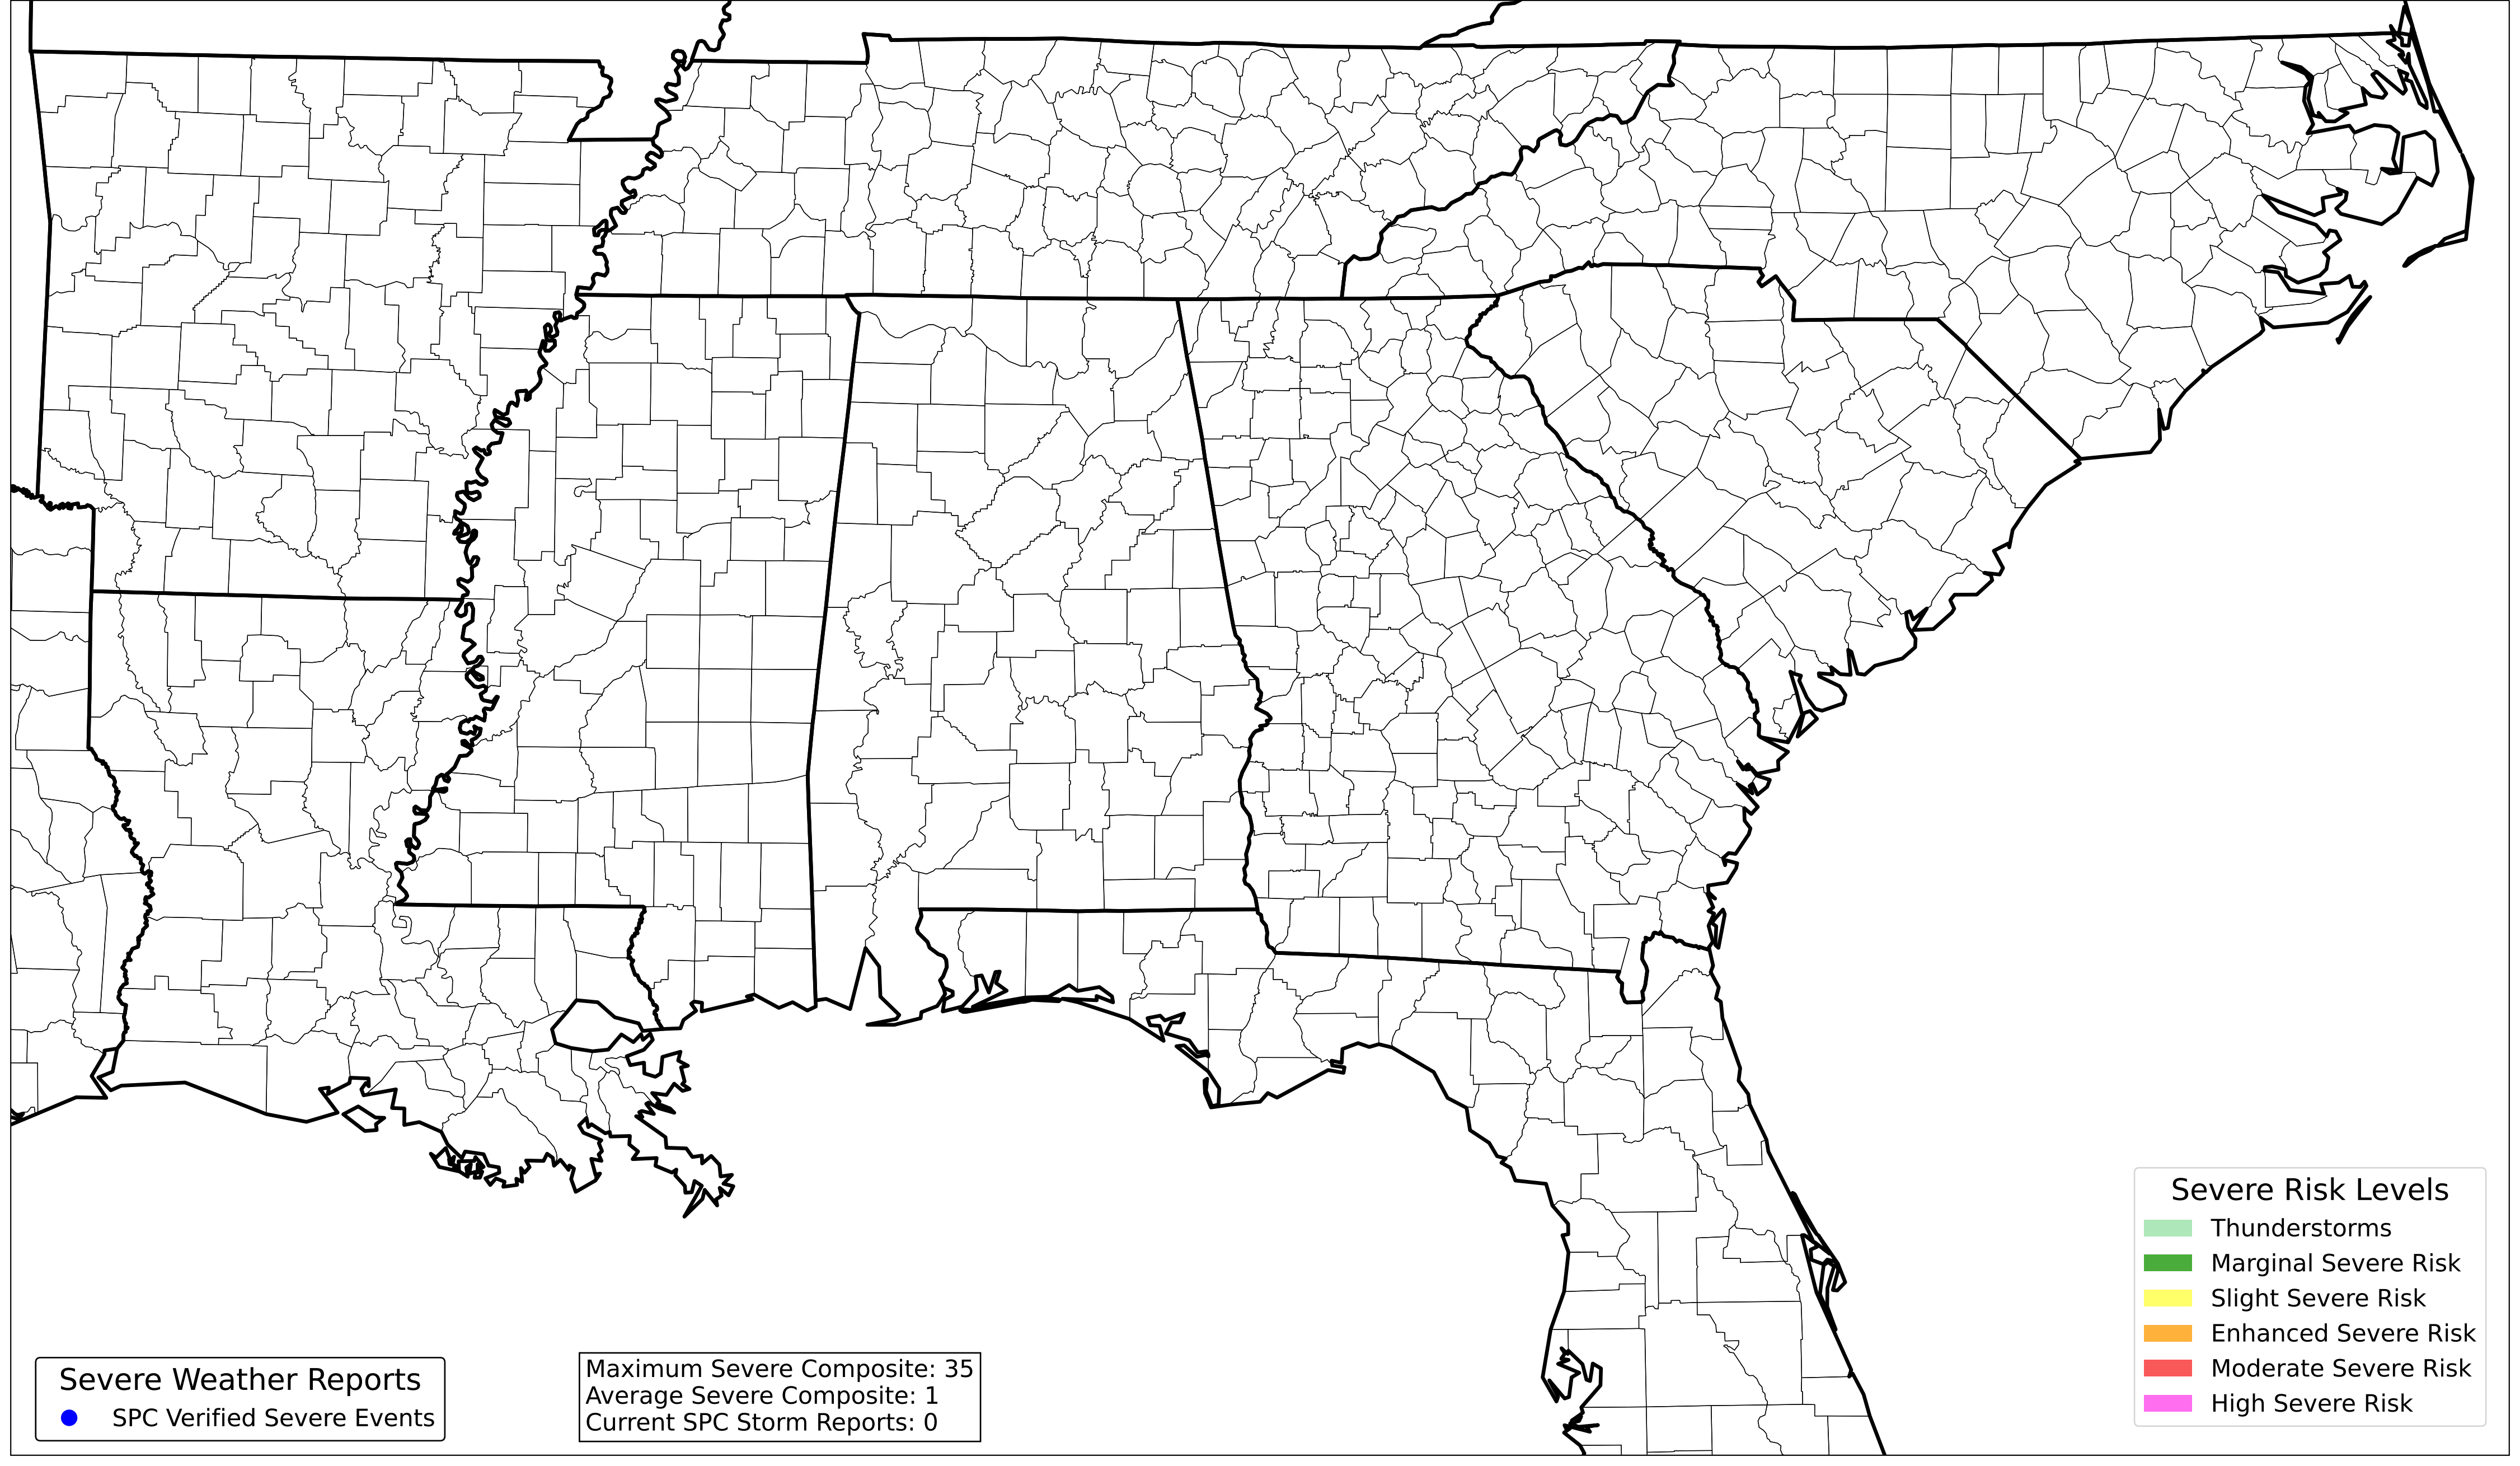 Severe Weather Reports
SPC Verified Severe Events
Maximum Severe Composite: 35
Average Severe Composite: 1
Current SPC Storm Reports: 0
Severe Risk Levels
Thunderstorms
Marginal Severe Risk
Slight Severe Risk
Enhanced Severe Risk
Moderate Severe Risk
High Severe Risk